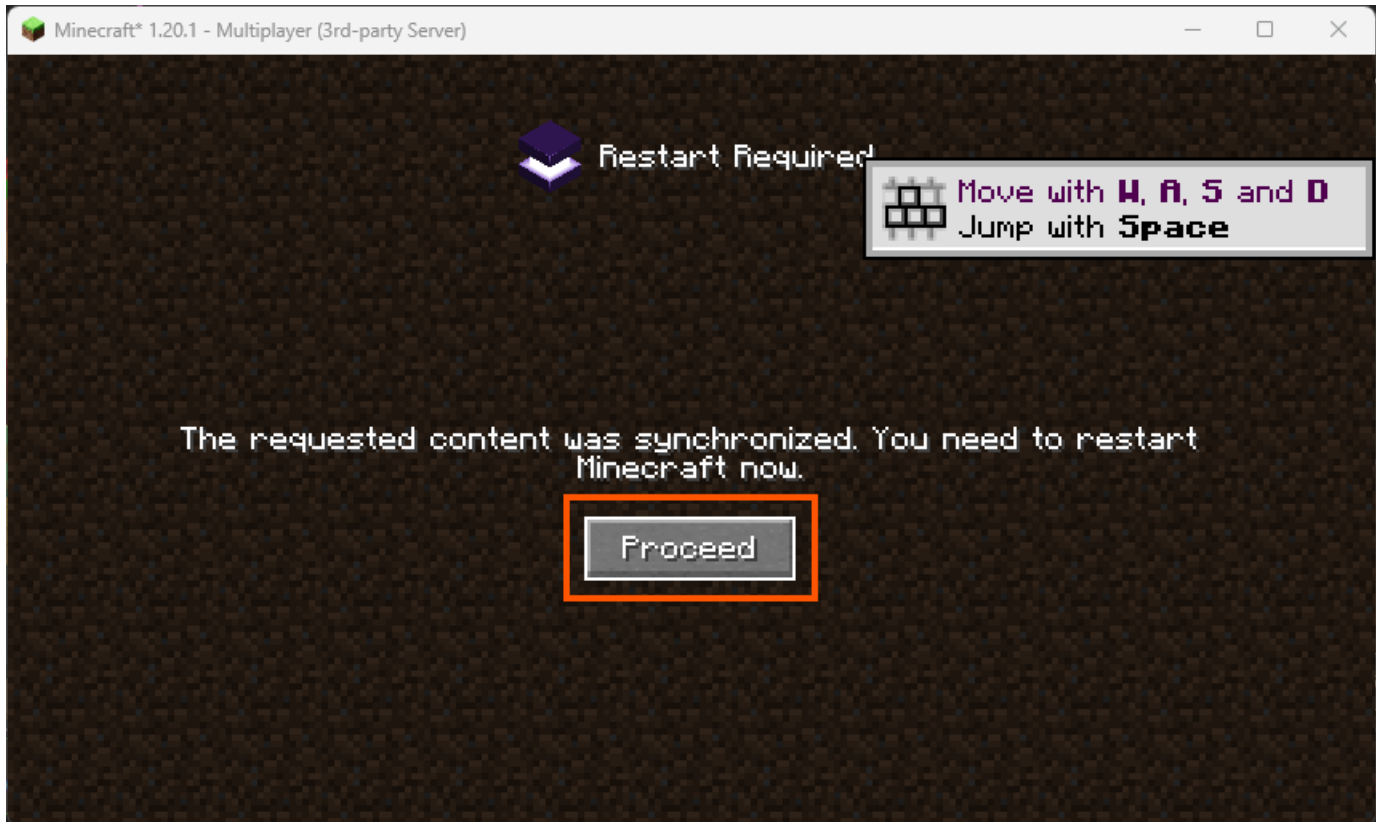 Minecraft* 1.20.1 - Multiplayer (3rd-party Server)
Restart Required
Move with W, A, S and D
Jump with Space
The requested content was synchronized. You need to restart
Minecraft now.
Proceed